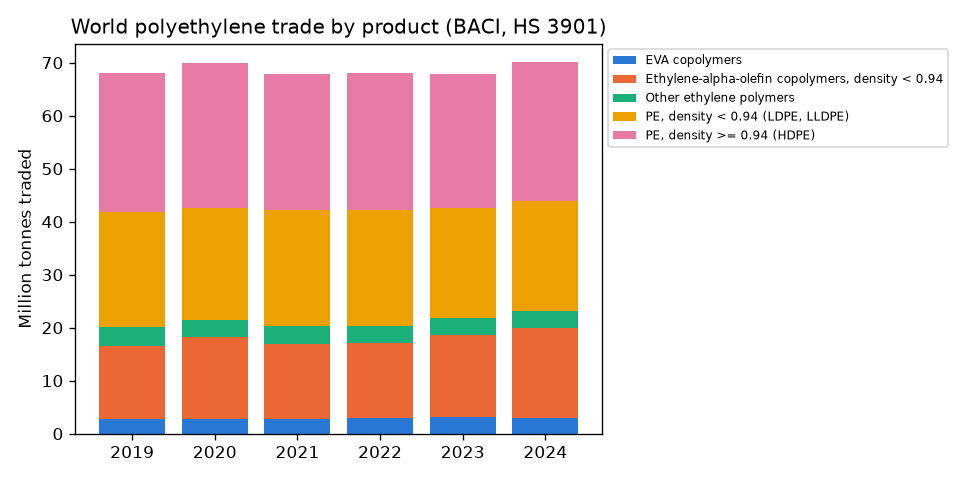 World polyethylene trade by product (BACI, HS 3901)
EVA copolymers
Ethylene-alpha-olefin copolymers, density < 0.94
Other ethylene polymers
PE, density < 0.94 (LDPE, LLDPE)
PE, density >= 0.94 (HDPE)
Million tonnes traded
70
60
50
40
30
20
10
0
2019 2020 2021 2022 2023 2024